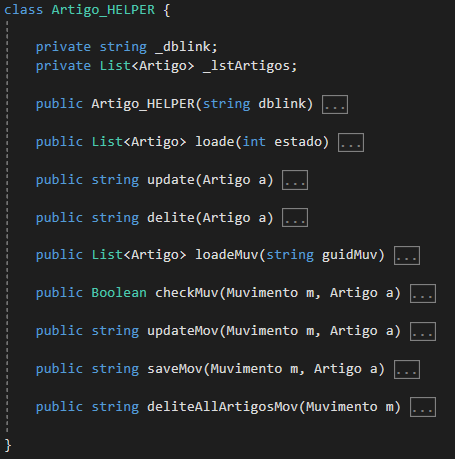 class Artigo_HELPER {
private string _dblink;
private List<Artigo> _lstArtigos;
public Artigo_HELPER(string dblink) ...
public List<Artigo> loade(int estado) ...
public string update(Artigo a) ...
public string delite(Artigo a) ...
public List<Artigo> loadeMuv(string guidMuv) ...
public Boolean checkMuv(Muvimento m, Artigo a) ...
public string updateMov(Muvimento m, Artigo a) ...
public string saveMov(Muvimento m, Artigo a) ...
public string deliteAllArtigosMov(Muvimento m) ...
}